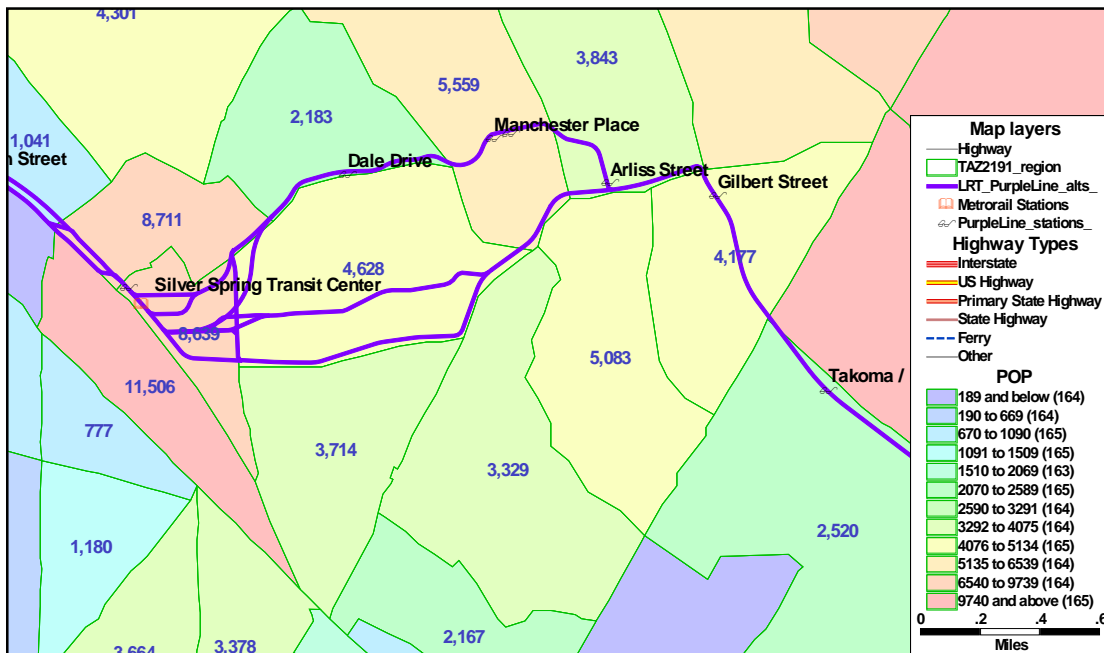 4,301
3,843
5,559
2,183
Manchester Place
1,041
n Street
Dale Drive
Arliss Street
Gilbert Street
8,711
4,177
4,628
Silver Spring Transit Center
8,639
5,083
11,506
Takoma /
777
3,714
3,329
2,520
1,180
2,167
3,378
3,664
Map layers
Highway
TAZ2191_region
LRT_PurpleLine_alts_
Metrorail Stations
PurpleLine_stations_
Highway Types
Interstate
US Highway
Primary State Highway
State Highway
Ferry
Other
POP
189 and below (164)
190 to 669 (164)
670 to 1090 (165)
1091 to 1509 (165)
1510 to 2069 (163)
2070 to 2589 (165)
2590 to 3291 (164)
3292 to 4075 (164)
4076 to 5134 (165)
5135 to 6539 (164)
6540 to 9739 (164)
9740 and above (165)
0 .2 .4 .6
Miles